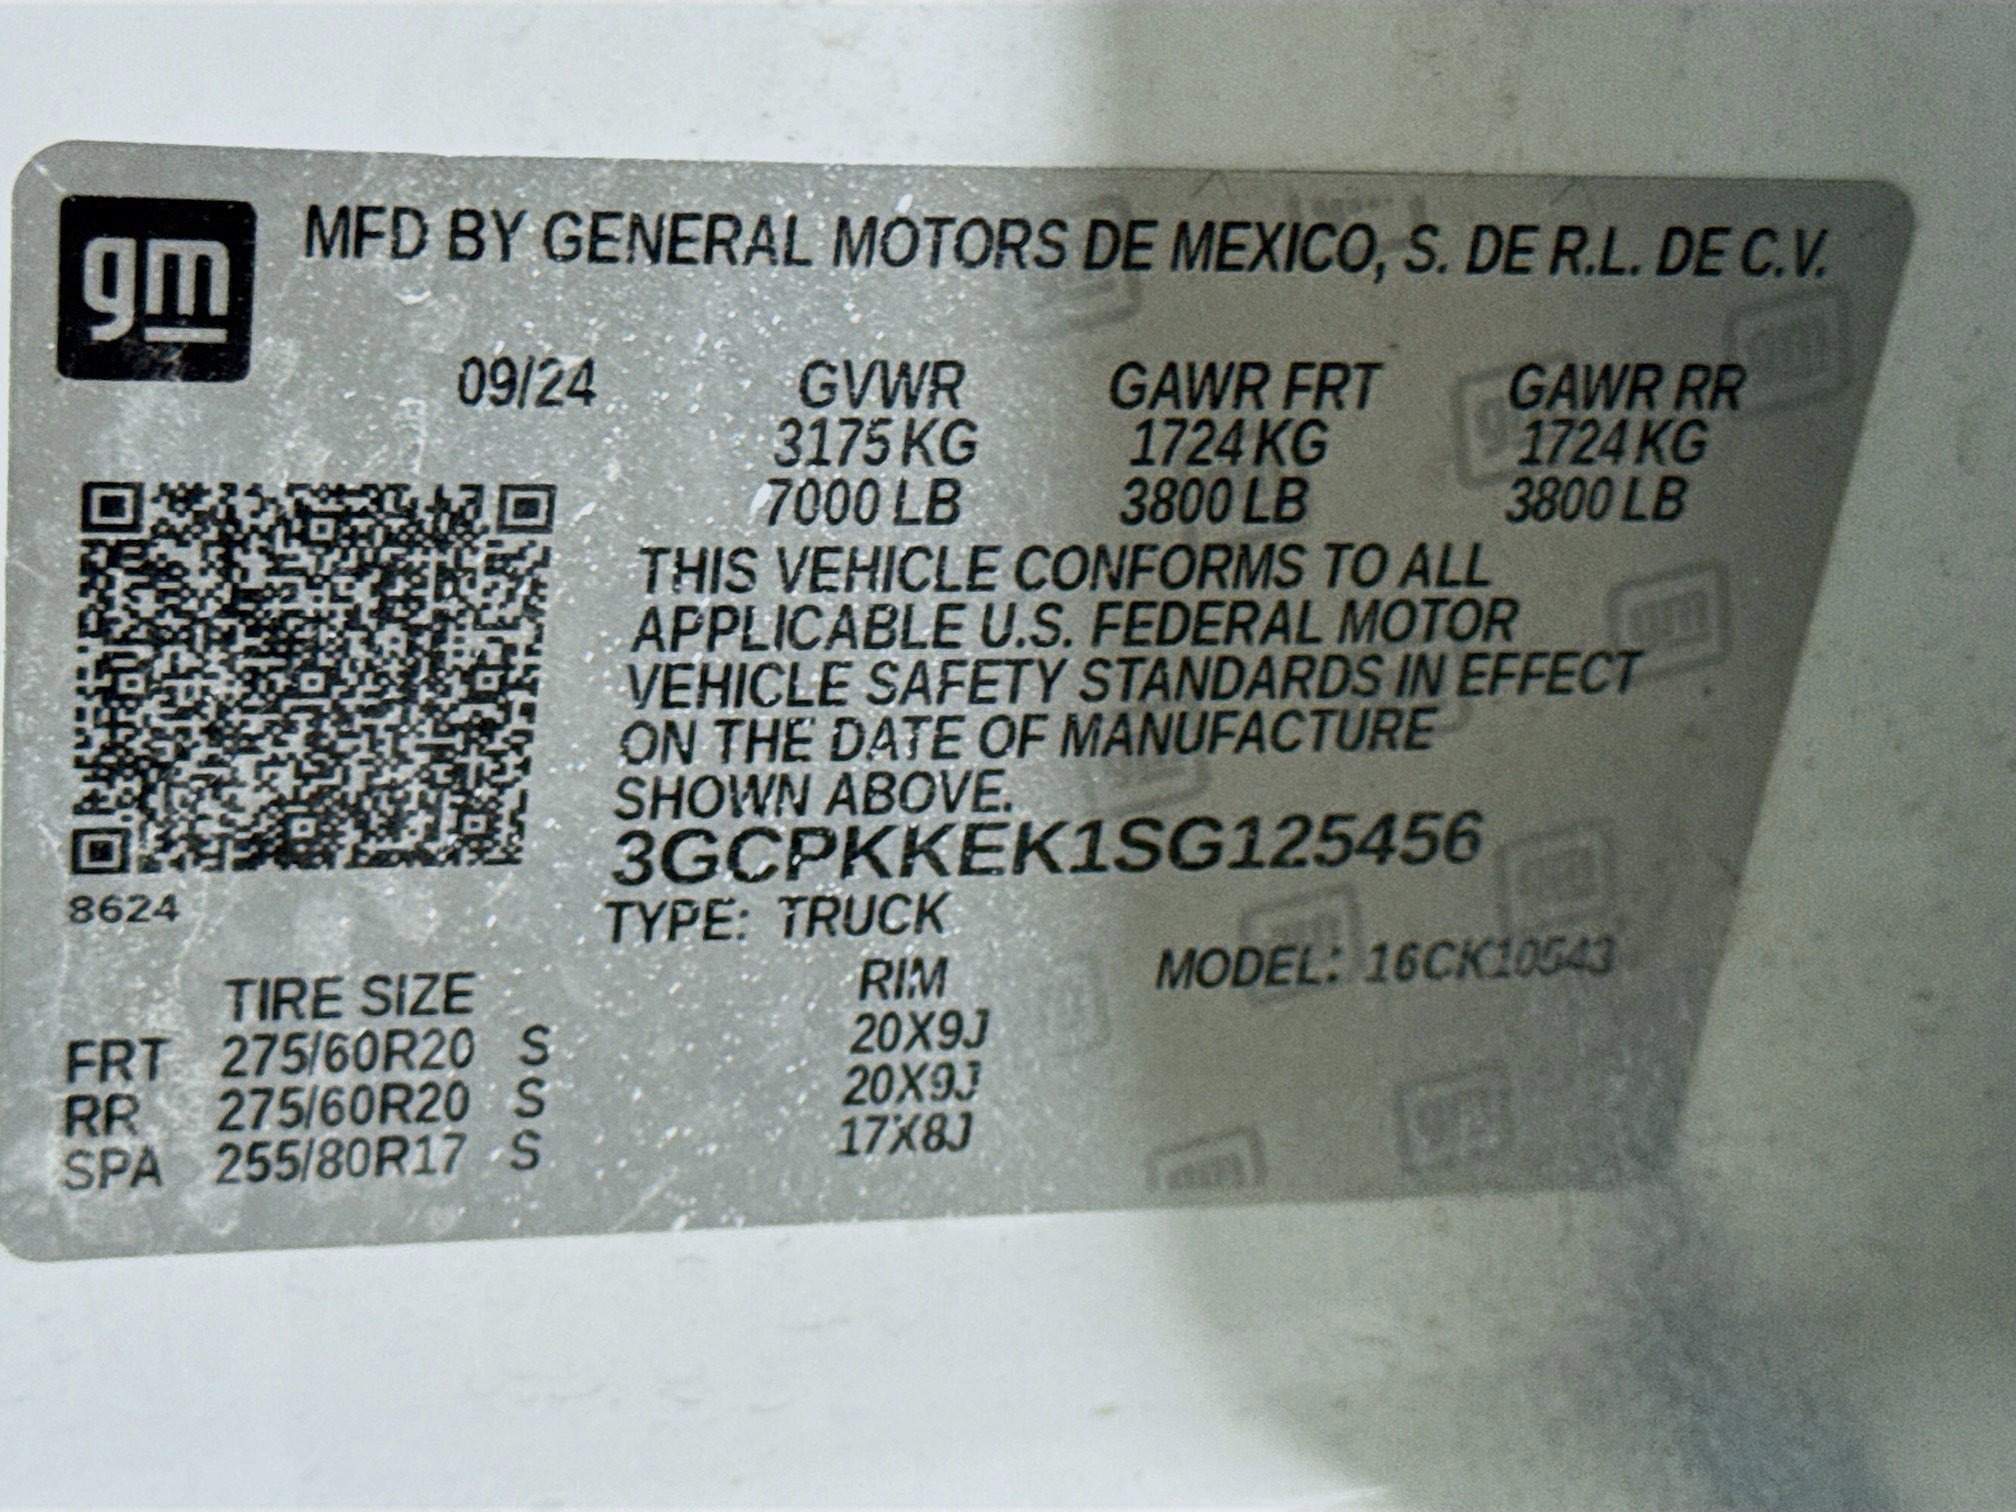 gm
MFD BY GENERAL MOTORS DE MEXICO, S. DE R.L. DE C.V.
09/24 GVWR GAWR FRT GAWR RR
3175 KG 1724 KG 1724 KG
7000 LB 3800 LB 3800 LB
THIS VEHICLE CONFORMS TO ALL
APPLICABLE U.S. FEDERAL MOTOR
VEHICLE SAFETY STANDARDS IN EFFECT
ON THE DATE OF MANUFACTURE
SHOWN ABOVE.
3GCPKKEK1SG125456
8624
TYPE: TRUCK
MODEL: 16CK10543
TIRE SIZE RIM
FRT 275/60R20 S 20X9J
RR 275/60R20 S 20X9J
SPA 255/80R17 S 17X8J